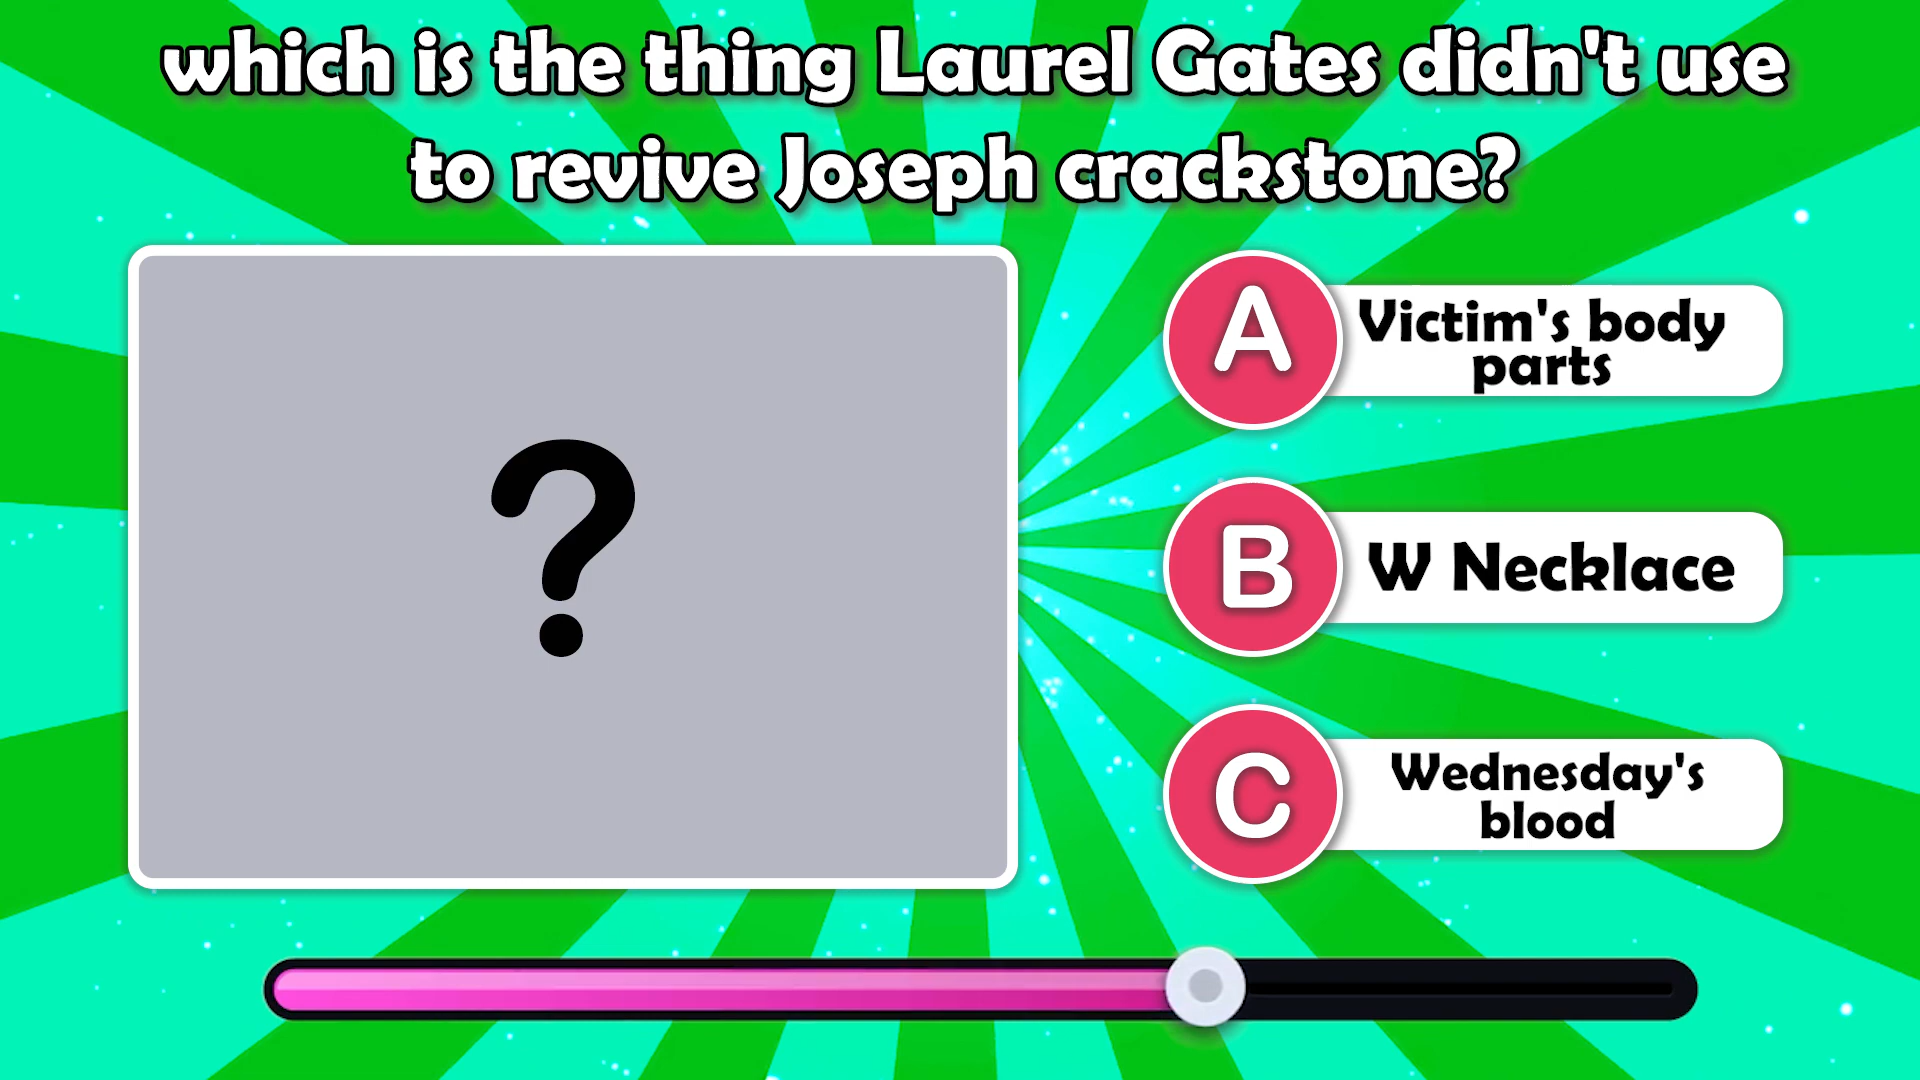 which is the thing Laurel Gates didn't use
to revive Joseph crackstone?
?
A
Victim's body
parts
B
W Necklace
C
Wednesday's
blood